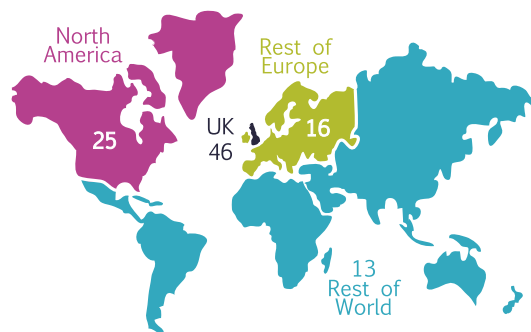 North
America
25
UK
46
Rest of
Europe
16
13
Rest of
World